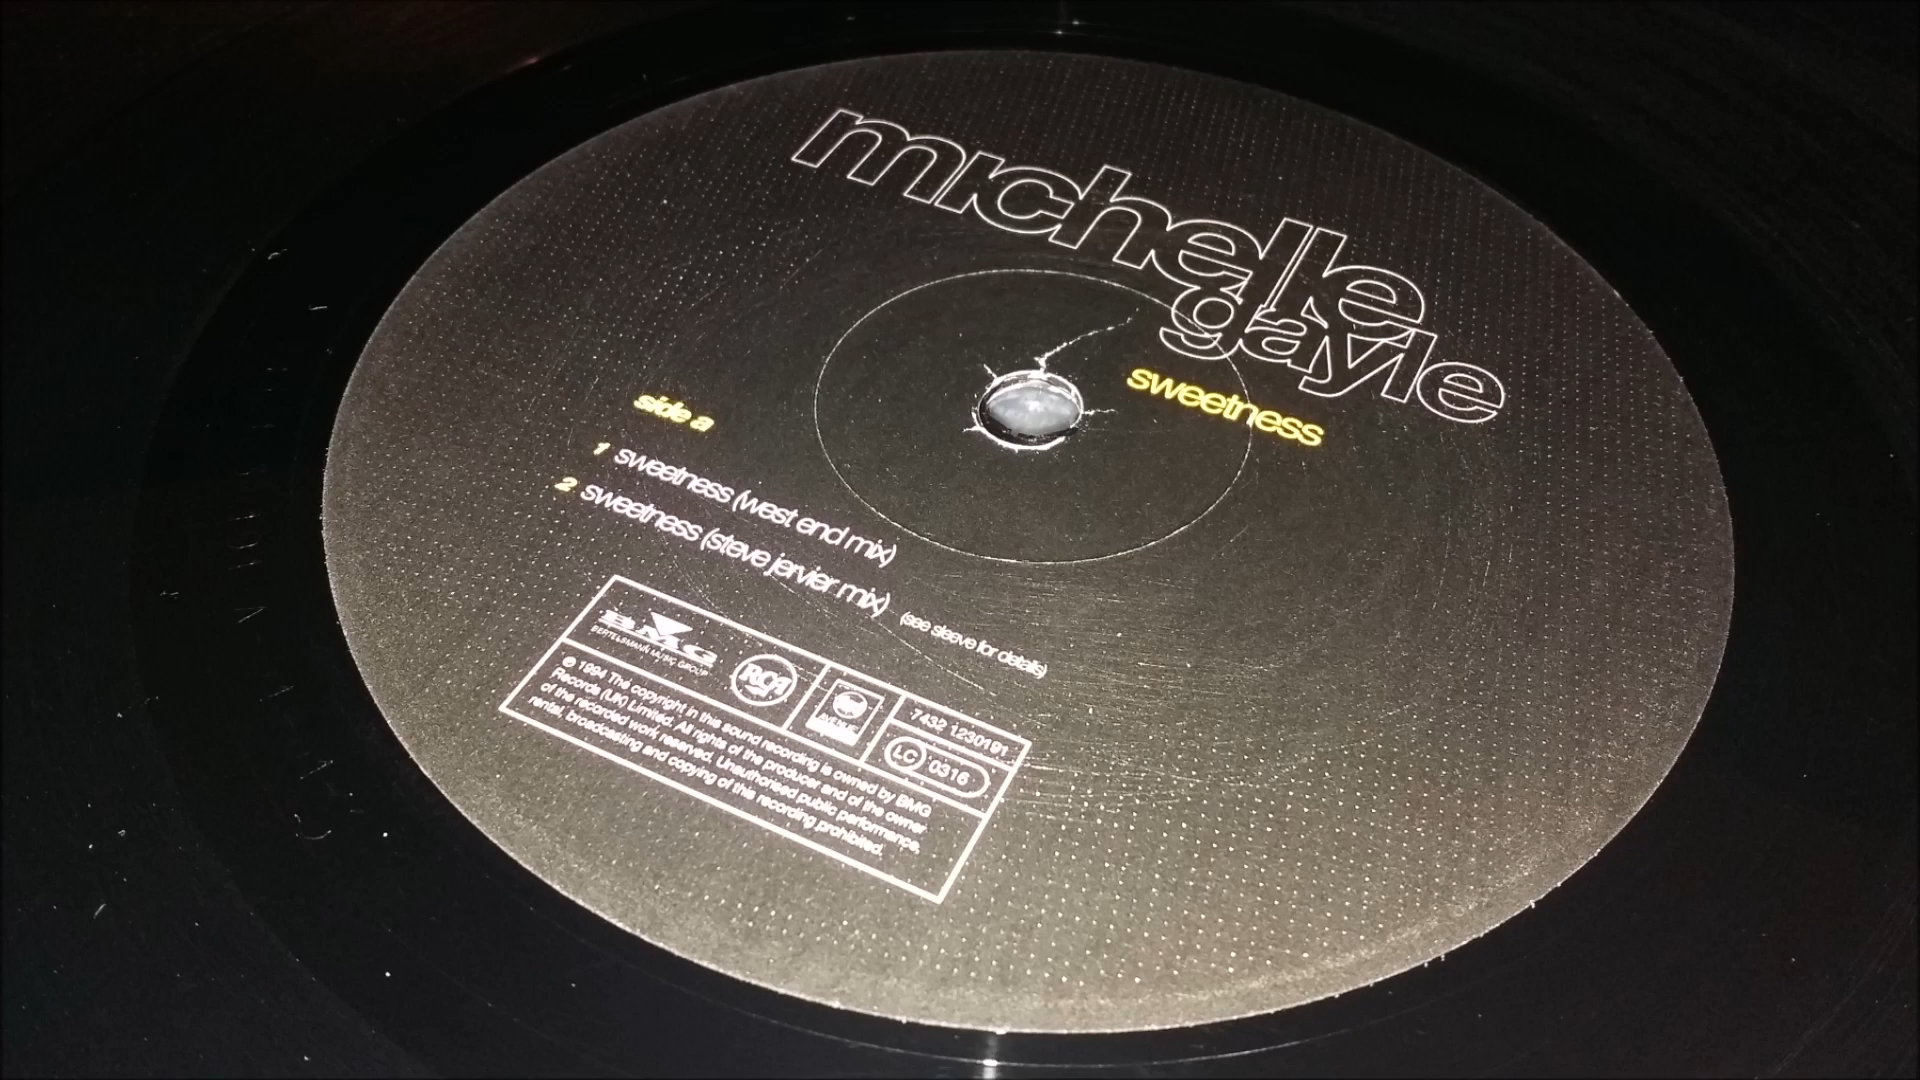 michelle
gayle
sweetness
side a
1 sweetness (west end mix)
2 sweetness (steve jervier mix) (see sleeve for details)
BMG
BERTELSMANN MUSIC GROUP
RCA
7432 1230191
LC 0316
℗ 1994 The copyright in this sound recording is owned by BMG
Records (UK) Limited. All rights of the producer and of the owner
of the recorded work reserved. Unauthorised public performance,
rental, broadcasting and copying of this recording prohibited.